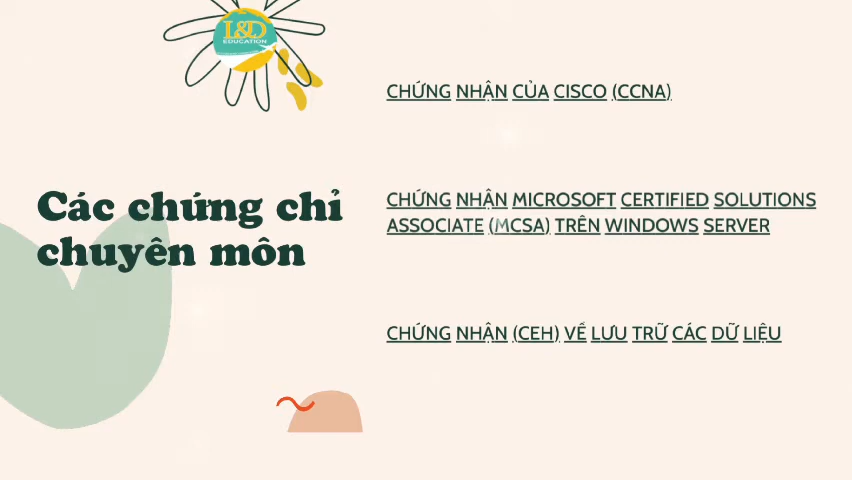 L&D
EDUCATION
Các chứng chỉ
chuyên môn
CHỨNG NHẬN CỦA CISCO (CCNA)
CHỨNG NHẬN MICROSOFT CERTIFIED SOLUTIONS
ASSOCIATE (MCSA) TRÊN WINDOWS SERVER
CHỨNG NHẬN (CEH) VỀ LƯU TRỮ CÁC DỮ LIỆU